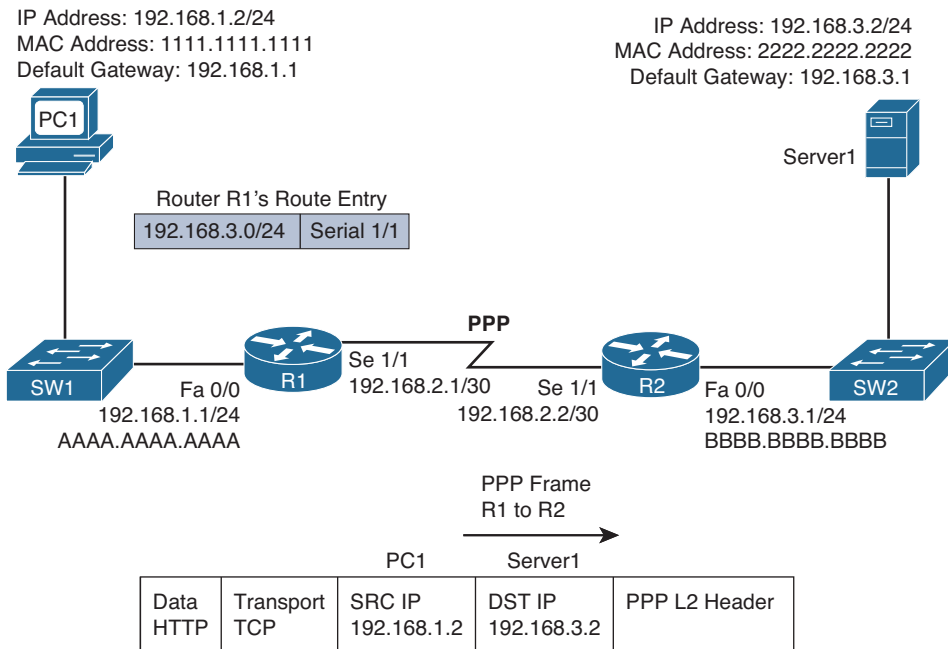 IP Address: 192.168.1.2/24
MAC Address: 1111.1111.1111
Default Gateway: 192.168.1.1
IP Address: 192.168.3.2/24
MAC Address: 2222.2222.2222
Default Gateway: 192.168.3.1
PC1
Server1
Router R1's Route Entry
192.168.3.0/24 Serial 1/1
PPP
SW1
Fa 0/0
192.168.1.1/24
AAAA.AAAA.AAAA
R1
Se 1/1
192.168.2.1/30
Se 1/1
192.168.2.2/30
R2
Fa 0/0
192.168.3.1/24
BBBB.BBBB.BBBB
SW2
PPP Frame
R1 to R2
PC1 Server1
Data Transport SRC IP DST IP PPP L2 Header
HTTP TCP 192.168.1.2 192.168.3.2